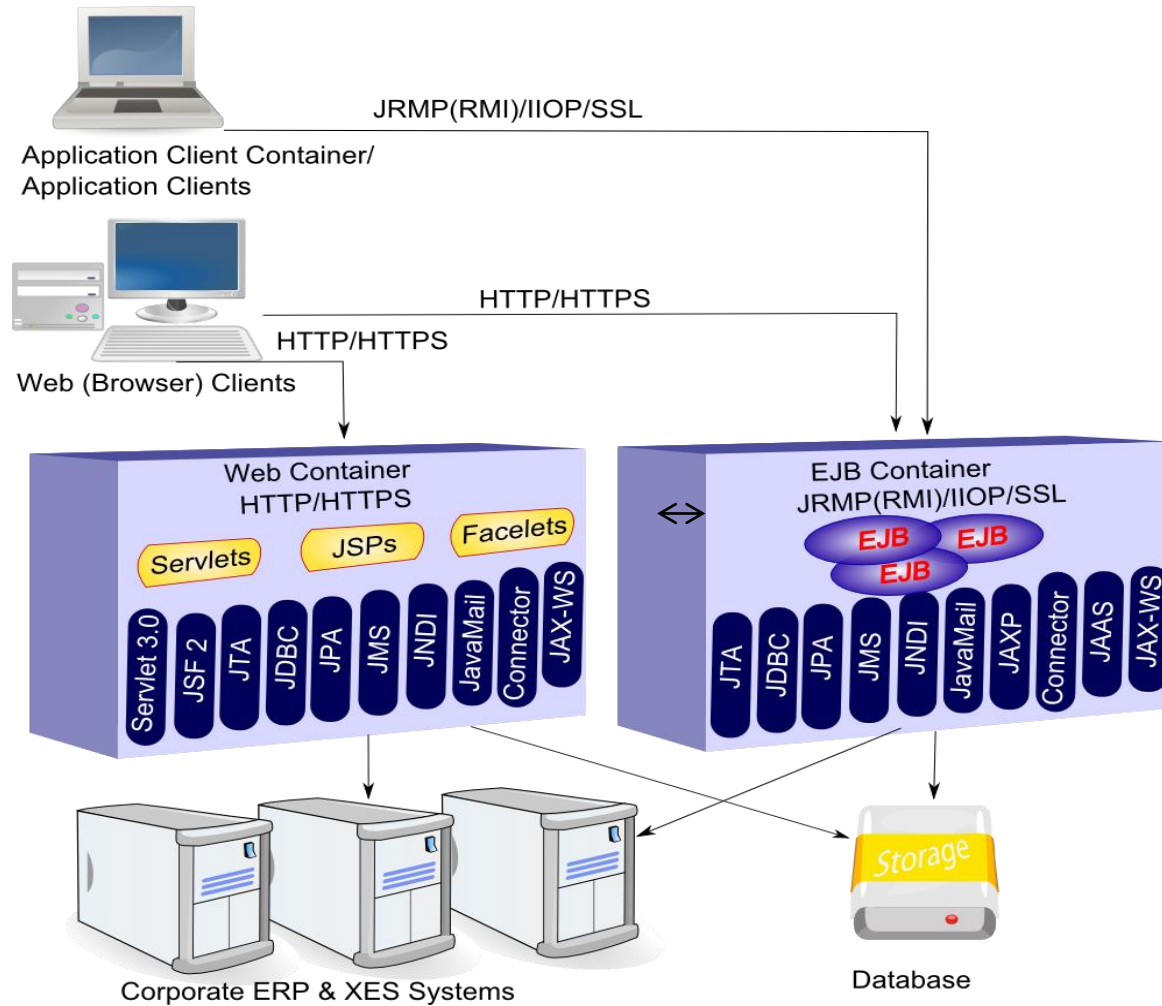 JRMP(RMI)/IIOP/SSL
Application Client Container/
Application Clients
HTTP/HTTPS
HTTP/HTTPS
Web (Browser) Clients
Web Container
HTTP/HTTPS
Servlets
JSPs
Facelets
Servlet 3.0
JSF 2
JTA
JDBC
JPA
JMS
JNDI
JavaMail
Connector
JAX-WS
EJB Container
JRMP(RMI)/IIOP/SSL
EJB
EJB
EJB
JTA
JDBC
JPA
JMS
JNDI
JavaMail
JAXP
Connector
JAAS
JAX-WS
Storage
Corporate ERP & XES Systems
Database